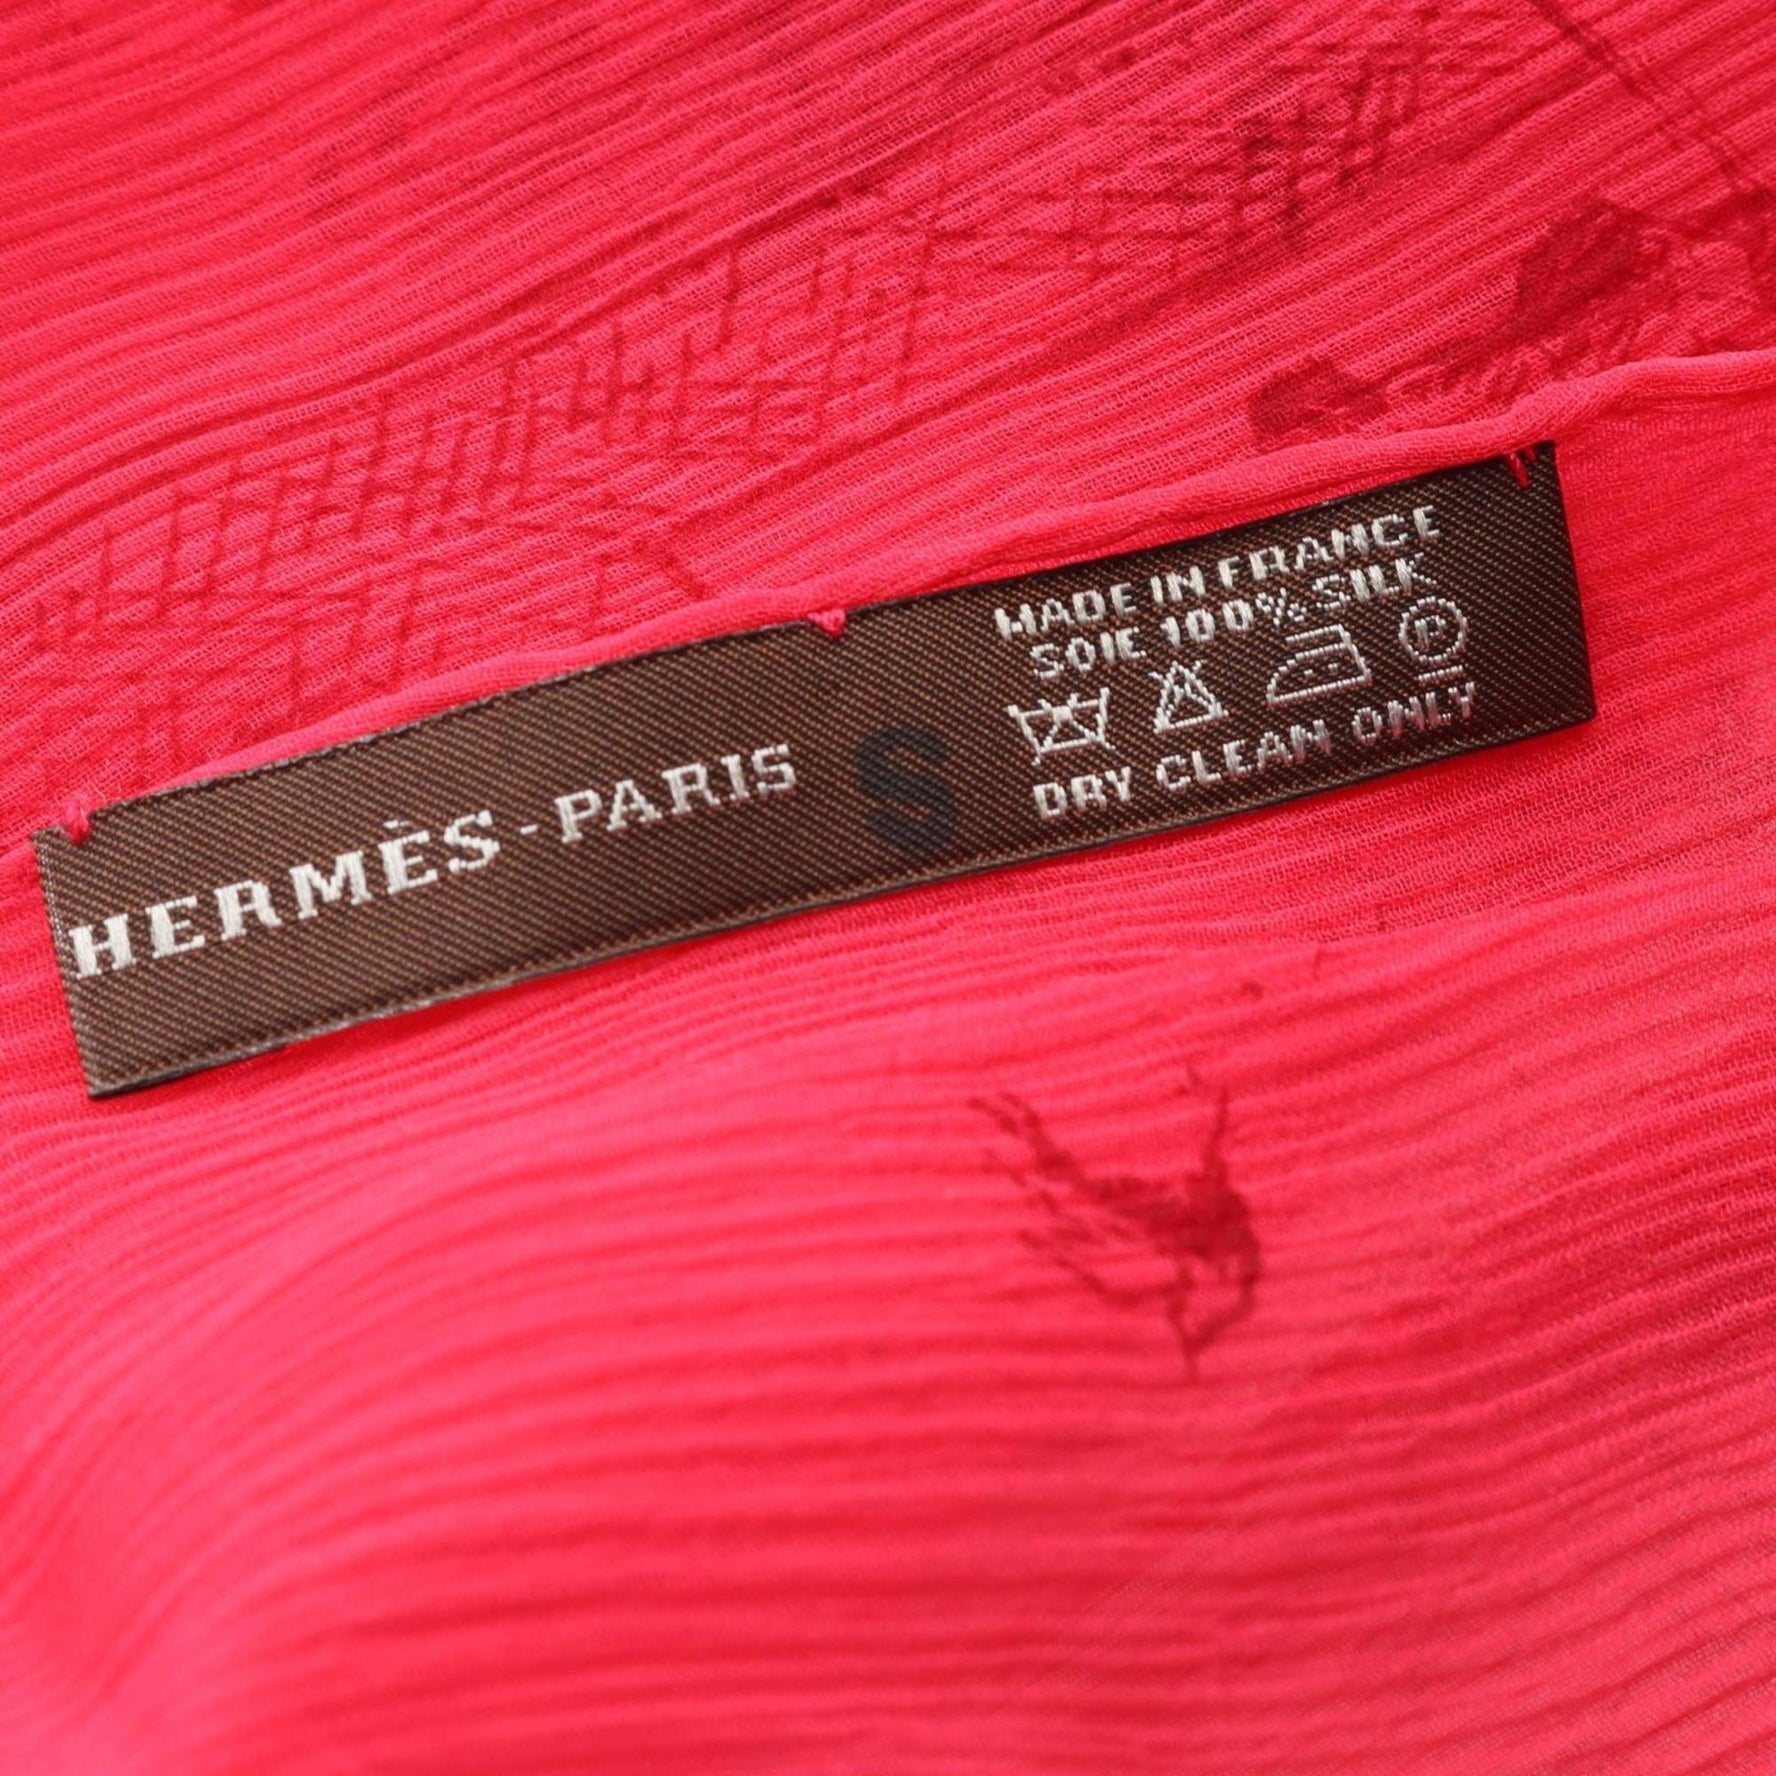 HERMÈS - PARIS
S
MADE IN FRANCE
SOIE 100% SILK
P
DRY CLEAN ONLY